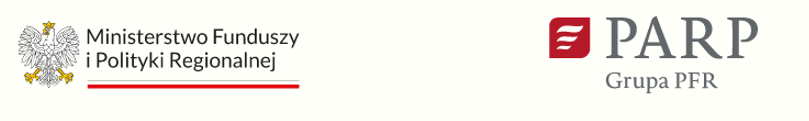 Ministerstwo Funduszy
i Polityki Regionalnej
PARP
Grupa PFR